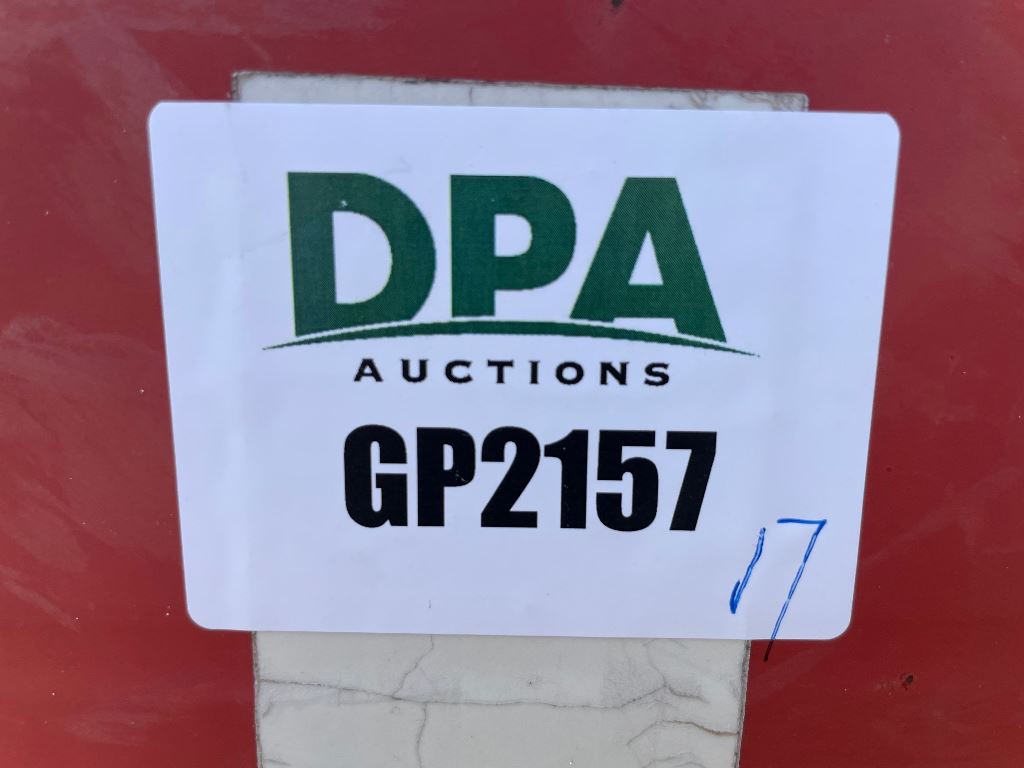 DPA
AUCTIONS
GP2157
17